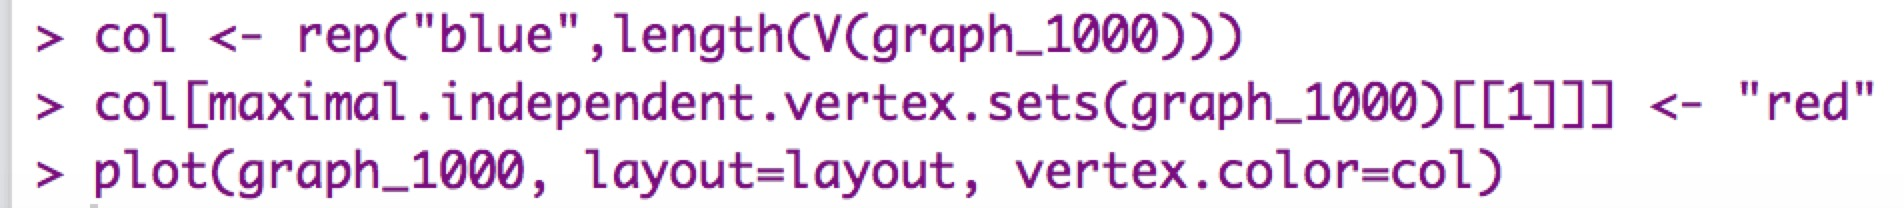 > col <- rep("blue",length(V(graph_1000)))
> col[maximal.independent.vertex.sets(graph_1000)[[1]]] <- "red"
> plot(graph_1000, layout=layout, vertex.color=col)